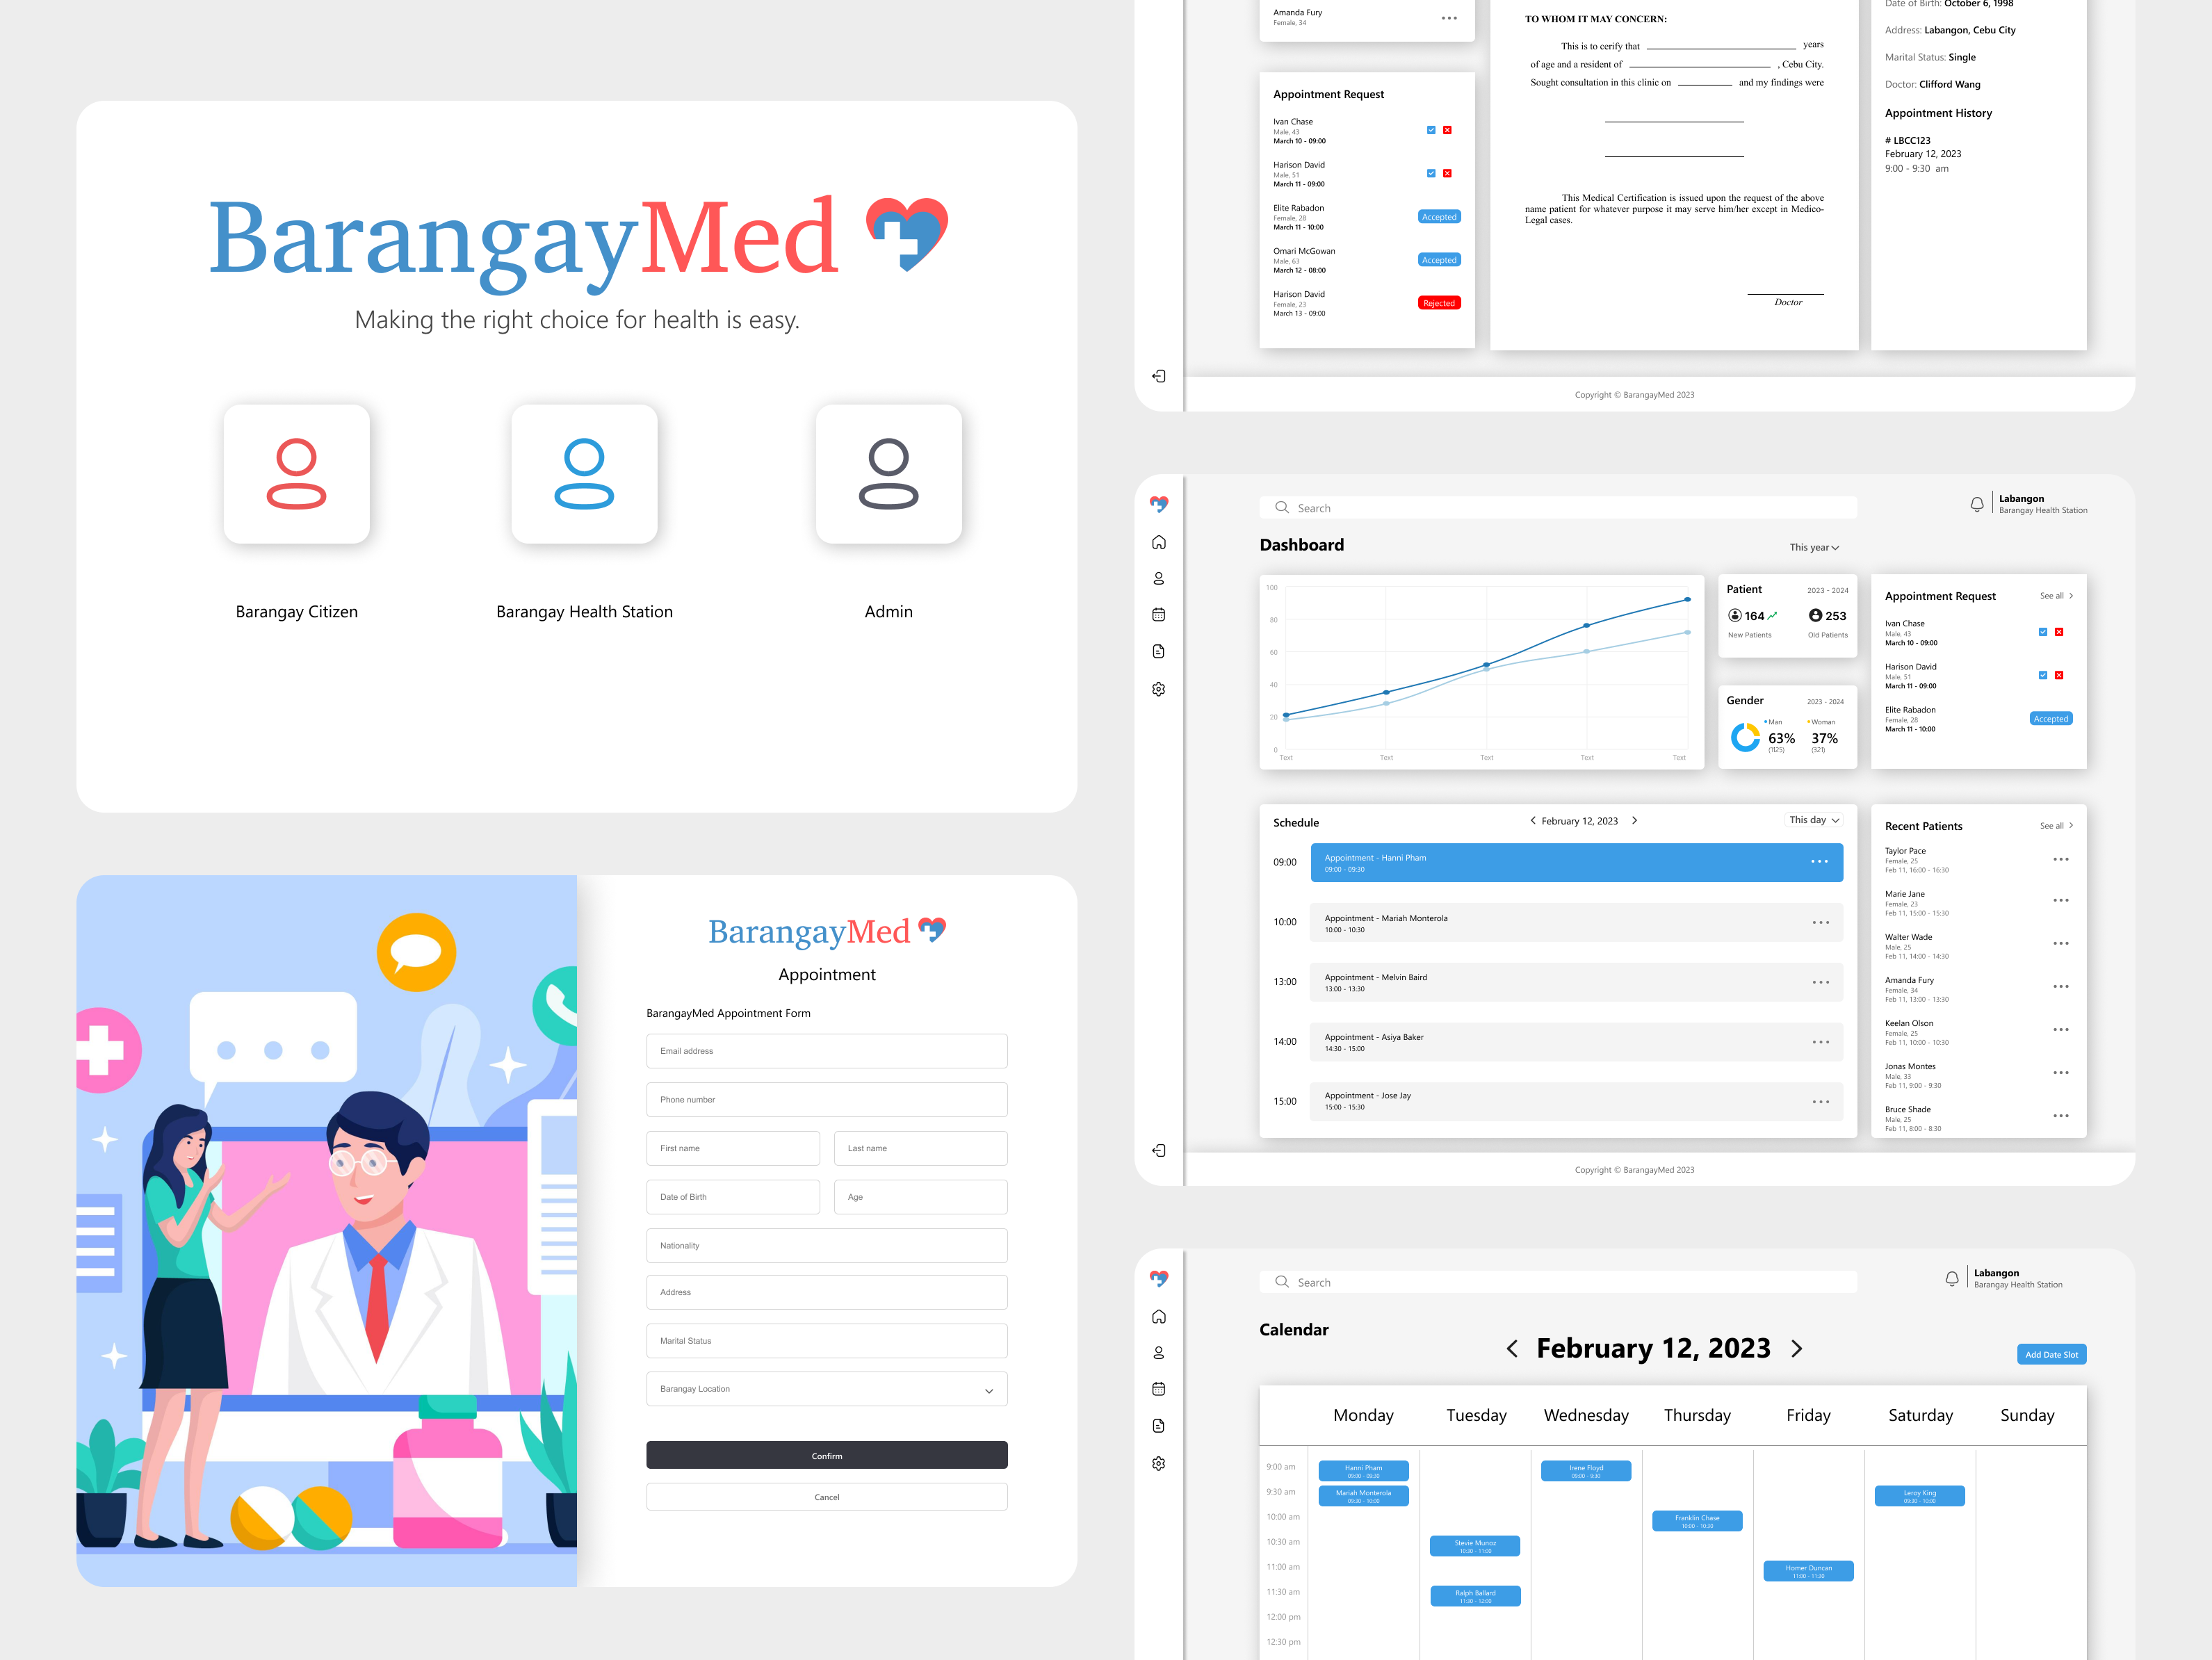 BarangayMed
Making the right choice for health is easy.
Barangay Citizen
Barangay Health Station
Admin
BarangayMed
Appointment
BarangayMed Appointment Form
Email address
Phone number
First name
Last name
Date of Birth
Age
Nationality
Address
Marital Status
Barangay Location
Confirm
Cancel
Amanda Fury
Female, 34
Appointment Request
Ivan Chase
Male, 43
March 10 - 09:00
Harison David
Male, 51
March 11 - 09:00
Elite Rabadon
Female, 28
March 11 - 10:00
Accepted
Omari McGowan
Male, 63
March 12 - 08:00
Accepted
Harison David
Female, 23
March 13 - 09:00
Rejected
TO WHOM IT MAY CONCERN:
This is to cerify that years
of age and a resident of , Cebu City.
Sought consultation in this clinic on and my findings were
This Medical Certification is issued upon the request of the above
name patient for whatever purpose it may serve him/her except in Medico-
Legal cases.
Doctor
Date of Birth: October 6, 1998
Address: Labangon, Cebu City
Marital Status: Single
Doctor: Clifford Wang
Appointment History
# LBCC123
February 12, 2023
9:00 - 9:30 am
Copyright © BarangayMed 2023
Search
Labangon
Barangay Health Station
Dashboard
This year
100
80
60
40
20
0
Text
Text
Text
Text
Text
Patient
2023 - 2024
164
253
New Patients
Old Patients
Gender
2023 - 2024
Man
Woman
63%
37%
(1125)
(321)
Appointment Request
See all
Ivan Chase
Male, 43
March 10 - 09:00
Harison David
Male, 51
March 11 - 09:00
Elite Rabadon
Female, 28
March 11 - 10:00
Accepted
Schedule
February 12, 2023
This day
09:00
Appointment - Hanni Pham
09:00 - 09:30
10:00
Appointment - Mariah Monterola
10:00 - 10:30
13:00
Appointment - Melvin Baird
13:00 - 13:30
14:00
Appointment - Asiya Baker
14:30 - 15:00
15:00
Appointment - Jose Jay
15:00 - 15:30
Recent Patients
See all
Taylor Pace
Female, 25
Feb 11, 16:00 - 16:30
Marie Jane
Female, 23
Feb 11, 15:00 - 15:30
Walter Wade
Male, 25
Feb 11, 14:00 - 14:30
Amanda Fury
Female, 34
Feb 11, 13:00 - 13:30
Keelan Olson
Female, 25
Feb 11, 10:00 - 10:30
Jonas Montes
Male, 33
Feb 11, 9:00 - 9:30
Bruce Shade
Male, 25
Feb 11, 8:00 - 8:30
Copyright © BarangayMed 2023
Search
Labangon
Barangay Health Station
Calendar
February 12, 2023
Add Date Slot
Monday
Tuesday
Wednesday
Thursday
Friday
Saturday
Sunday
9:00 am
Hanni Pham
09:00 - 09:30
Irene Floyd
09:00 - 9:30
9:30 am
Mariah Monterola
09:30 - 10:00
Leroy King
09:30 - 10:00
10:00 am
Franklin Chase
10:00 - 10:30
10:30 am
Stevie Munoz
10:30 - 11:00
11:00 am
Homer Duncan
11:00 - 11:30
11:30 am
Ralph Ballard
11:30 - 12:00
12:00 pm
12:30 pm